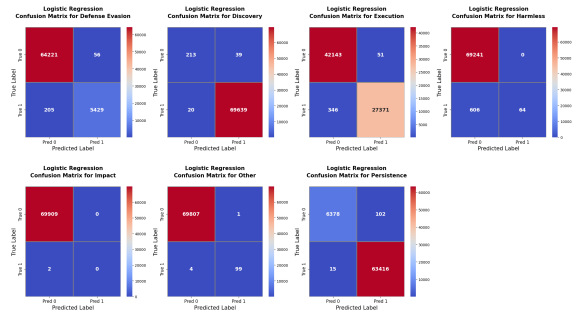 Logistic Regression
Confusion Matrix for Defense Evasion
True Label
True 0
True 1
64221
56
205
5429
Pred 0
Pred 1
Predicted Label
60000
50000
40000
30000
20000
10000
Logistic Regression
Confusion Matrix for Discovery
True Label
True 0
True 1
213
39
20
69639
Pred 0
Pred 1
Predicted Label
60000
50000
40000
30000
20000
10000
Logistic Regression
Confusion Matrix for Execution
True Label
True 0
True 1
42143
51
346
27371
Pred 0
Pred 1
Predicted Label
40000
35000
30000
25000
20000
15000
10000
5000
Logistic Regression
Confusion Matrix for Harmless
True Label
True 0
True 1
69241
0
606
64
Pred 0
Pred 1
Predicted Label
60000
50000
40000
30000
20000
10000
0
Logistic Regression
Confusion Matrix for Impact
True Label
True 0
True 1
69909
0
2
0
Pred 0
Pred 1
Predicted Label
60000
50000
40000
30000
20000
10000
0
Logistic Regression
Confusion Matrix for Other
True Label
True 0
True 1
69807
1
4
99
Pred 0
Pred 1
Predicted Label
60000
50000
40000
30000
20000
10000
Logistic Regression
Confusion Matrix for Persistence
True Label
True 0
True 1
6378
102
15
63416
Pred 0
Pred 1
Predicted Label
60000
50000
40000
30000
20000
10000